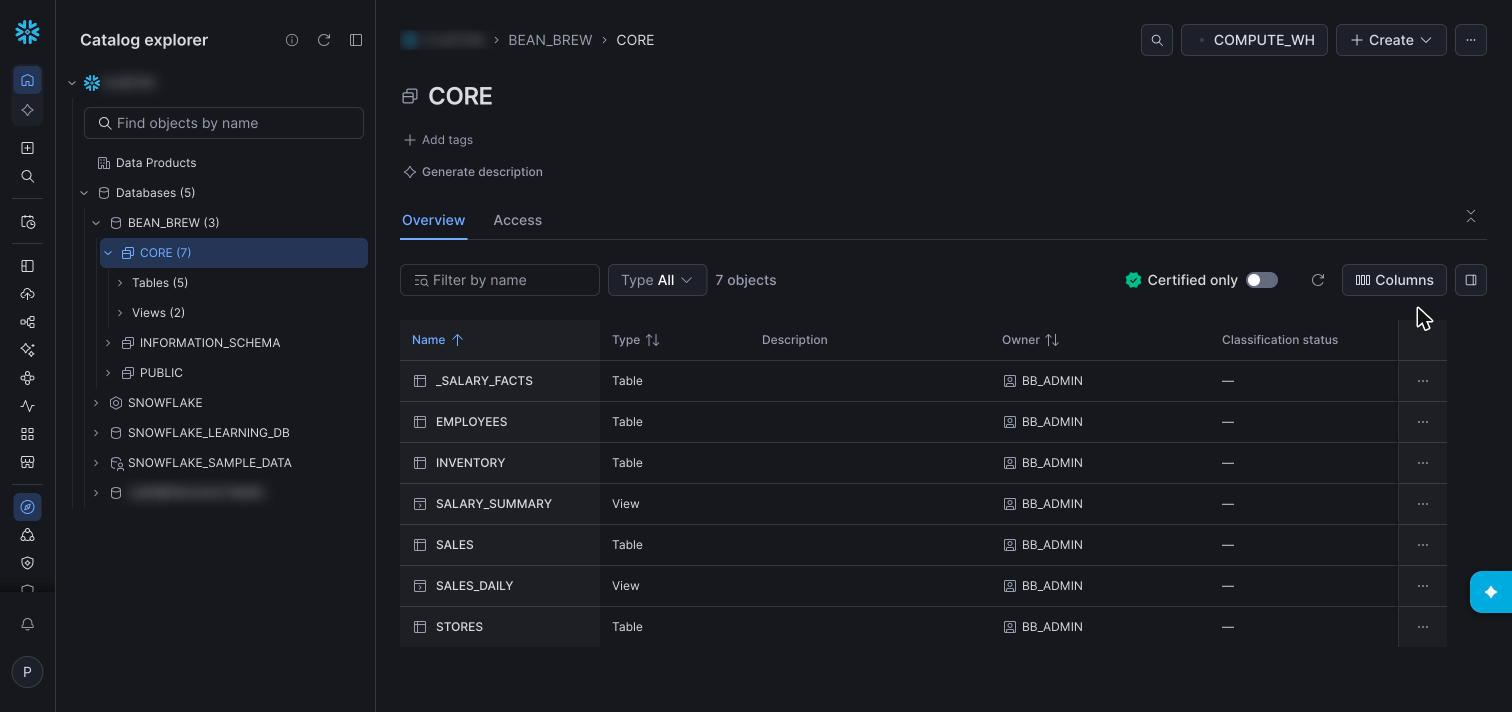 Catalog explorer
Find objects by name
Data Products
Databases (5)
BEAN_BREW (3)
CORE (7)
Tables (5)
Views (2)
INFORMATION_SCHEMA
PUBLIC
SNOWFLAKE
SNOWFLAKE_LEARNING_DB
SNOWFLAKE_SAMPLE_DATA
P
BEAN_BREW > CORE
COMPUTE_WH
Create
CORE
Add tags
Generate description
Overview Access
Filter by name
Type All
7 objects
Certified only
Columns
Name Type Description Owner Classification status
_SALARY_FACTS Table BB_ADMIN —
EMPLOYEES Table BB_ADMIN —
INVENTORY Table BB_ADMIN —
SALARY_SUMMARY View BB_ADMIN —
SALES Table BB_ADMIN —
SALES_DAILY View BB_ADMIN —
STORES Table BB_ADMIN —